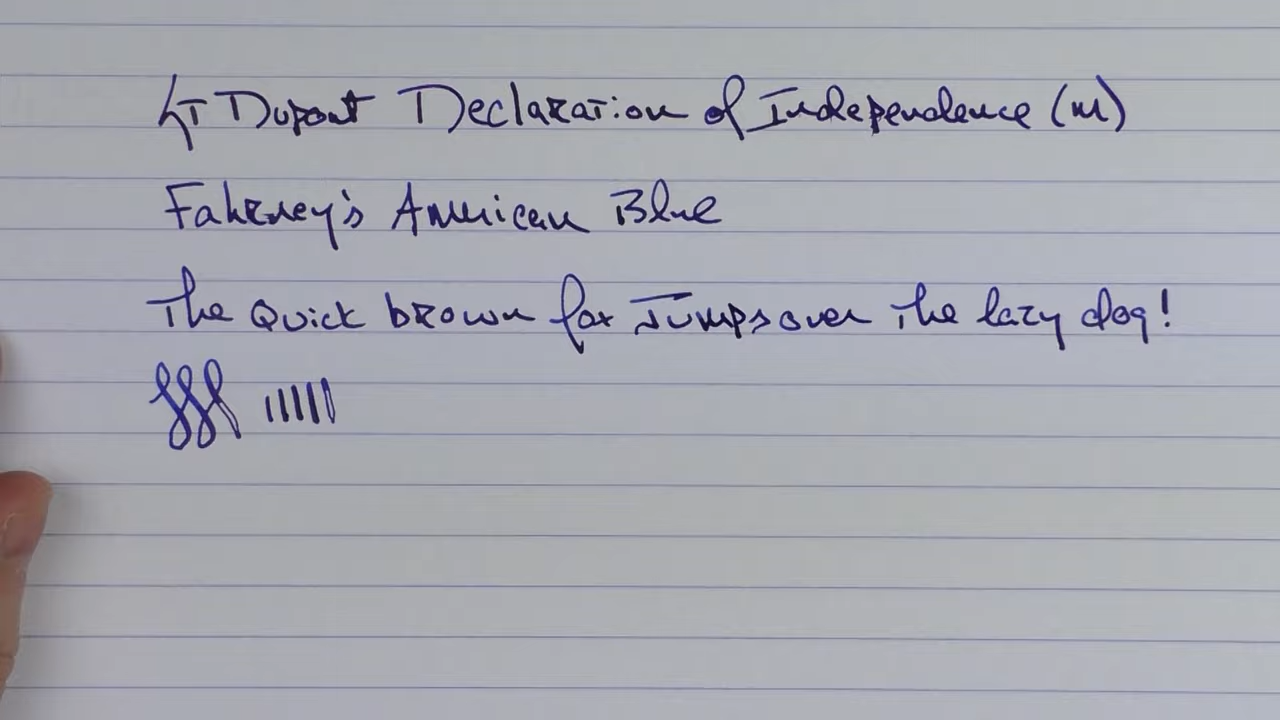 ST Dupont Declaration of Independence (M)
Fahrney's American Blue
The Quick brown fox Jumps over the lazy dog!